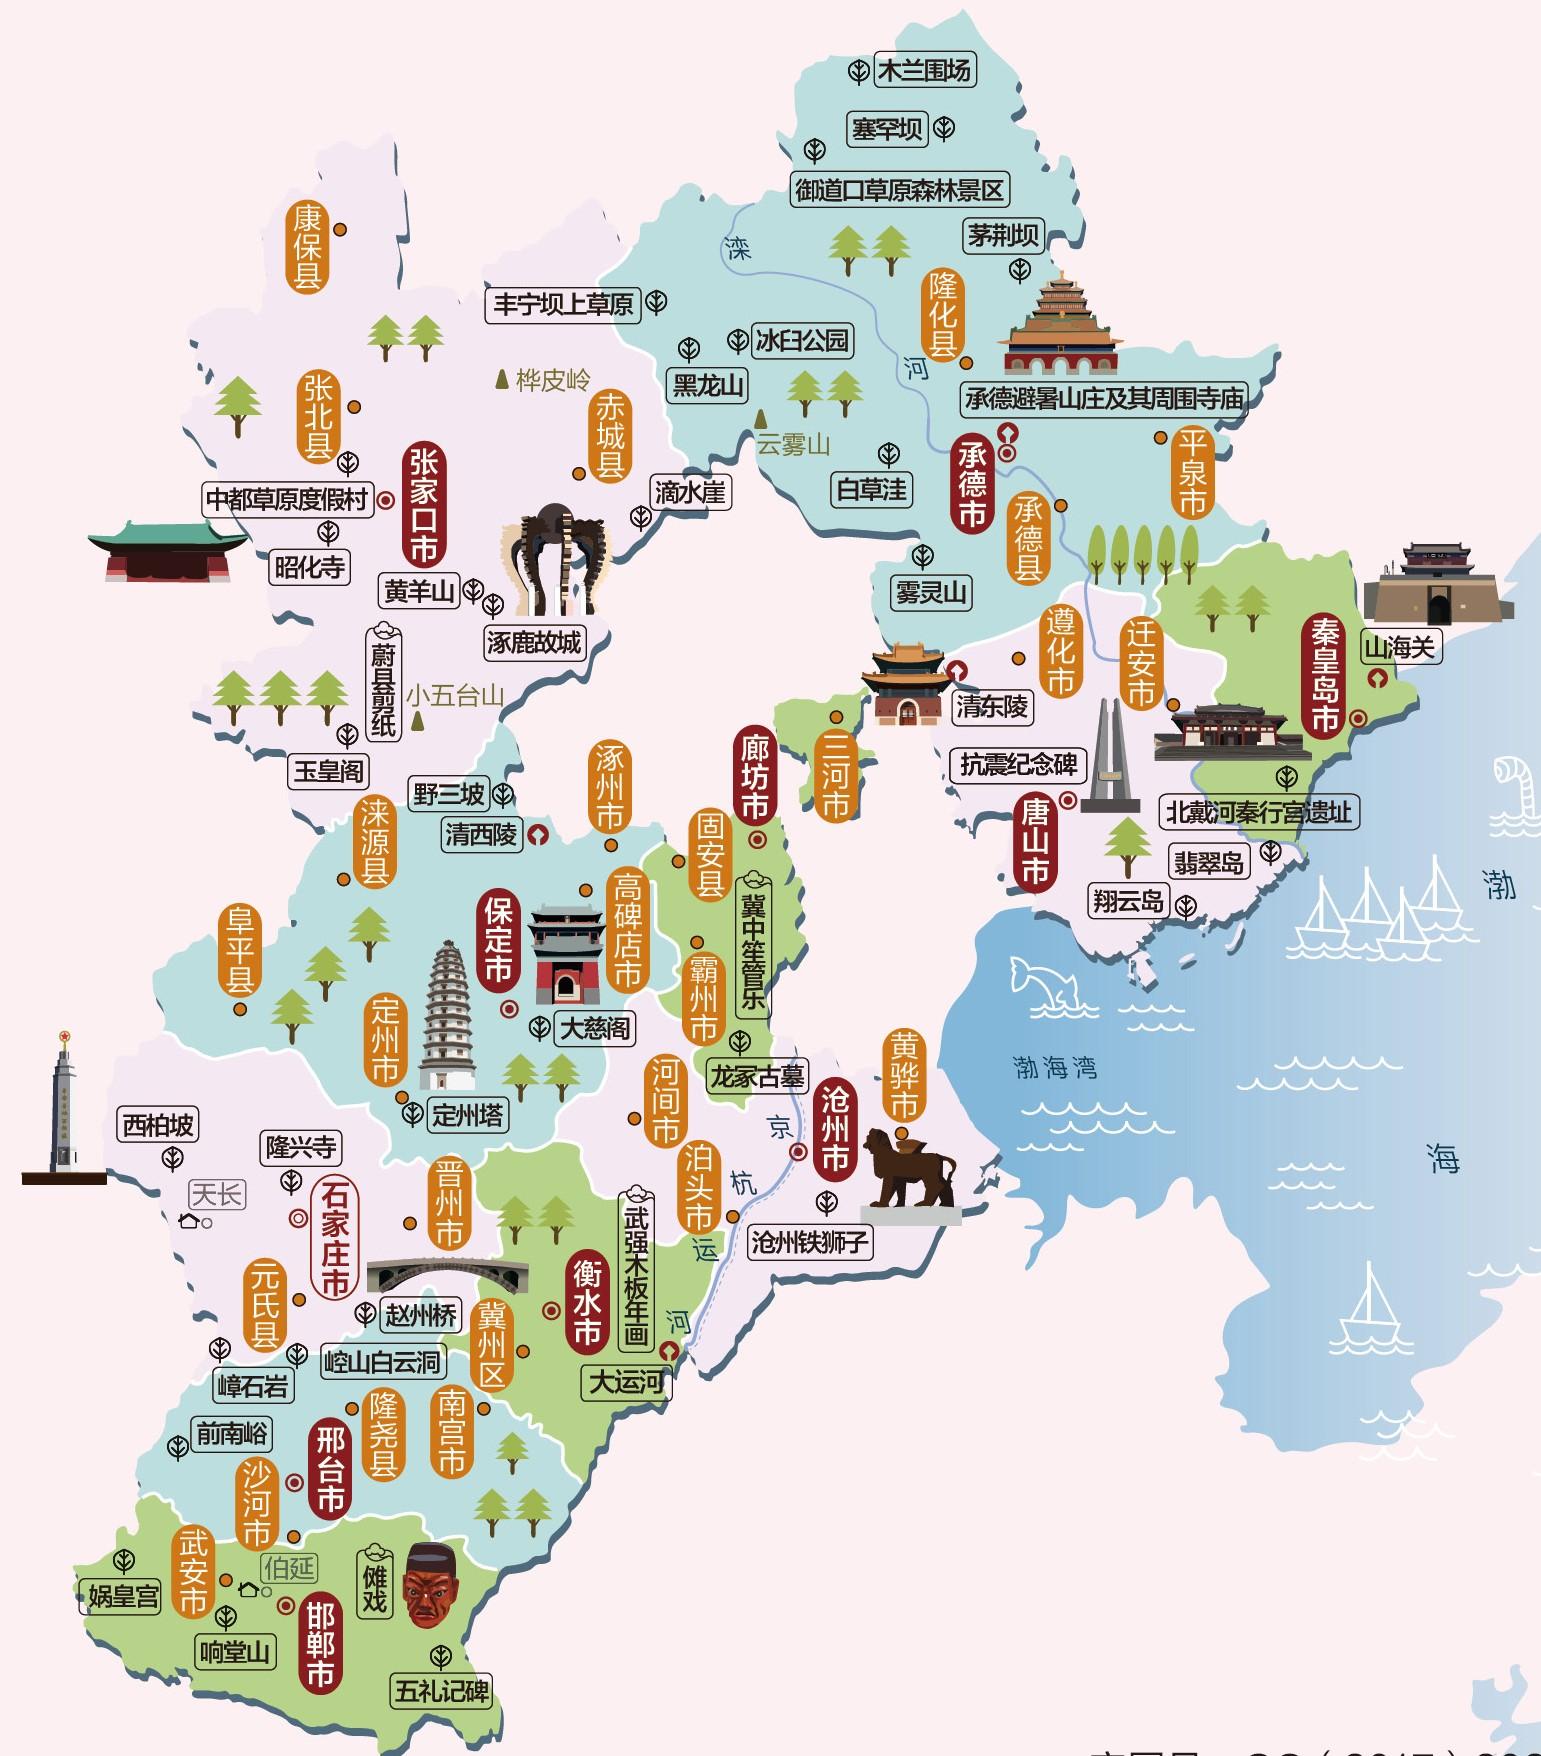 木兰围场
塞罕坝
御道口草原森林景区
康保县
茅荆坝
滦
河
丰宁坝上草原
隆化县
冰臼公园
黑龙山
桦皮岭
张北县
赤城县
承德避暑山庄及其周围寺庙
云雾山
平泉市
承德市
张家口市
中都草原度假村
滴水崖
白草洼
承德县
昭化寺
黄羊山
雾灵山
涿鹿故城
遵化市
迁安市
秦皇岛市
山海关
蔚县剪纸
小五台山
清东陵
玉皇阁
廊坊市
三河市
抗震纪念碑
野三坡
涿州市
唐山市
北戴河秦行宫遗址
涞源县
清西陵
固安县
翡翠岛
翔云岛
渤
海
高碑店市
保定市
冀中笙管乐
阜平县
霸州市
定州市
大慈阁
渤海湾
龙冢古墓
河间市
黄骅市
沧州市
定州塔
西柏坡
隆兴寺
京
杭
运
河
天长
石家庄市
晋州市
泊头市
武强木板年画
沧州铁狮子
衡水市
元氏县
赵州桥
冀州区
崆山白云洞
嶂石岩
大运河
前南峪
隆尧县
南宫市
邢台市
沙河市
武安市
伯延
傩戏
娲皇宫
邯郸市
响堂山
五礼记碑